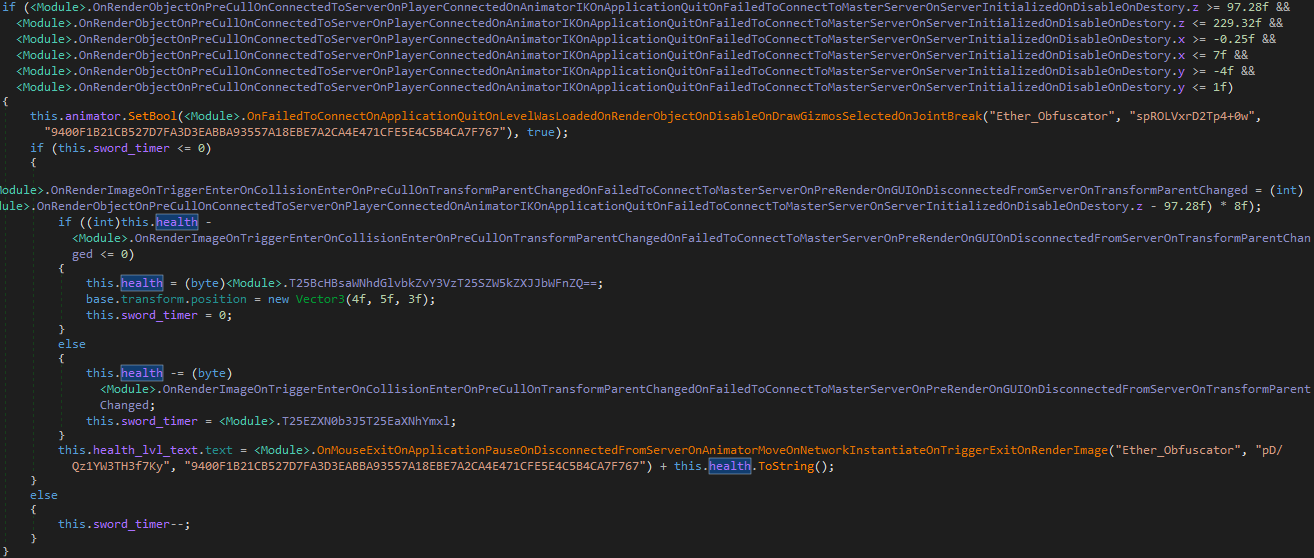 if (<Module>.OnRenderObjectOnPreCullOnConnectedToServerOnPlayerConnectedOnAnimatorIKOnApplicationQuitOnFailedToConnectToMasterServerOnServerInitializedOnDisableOnDestory.z >= 97.28f &&
<Module>.OnRenderObjectOnPreCullOnConnectedToServerOnPlayerConnectedOnAnimatorIKOnApplicationQuitOnFailedToConnectToMasterServerOnServerInitializedOnDisableOnDestory.z <= 229.32f &&
<Module>.OnRenderObjectOnPreCullOnConnectedToServerOnPlayerConnectedOnAnimatorIKOnApplicationQuitOnFailedToConnectToMasterServerOnServerInitializedOnDisableOnDestory.x >= -0.25f &&
<Module>.OnRenderObjectOnPreCullOnConnectedToServerOnPlayerConnectedOnAnimatorIKOnApplicationQuitOnFailedToConnectToMasterServerOnServerInitializedOnDisableOnDestory.x <= 7f &&
<Module>.OnRenderObjectOnPreCullOnConnectedToServerOnPlayerConnectedOnAnimatorIKOnApplicationQuitOnFailedToConnectToMasterServerOnServerInitializedOnDisableOnDestory.y >= -4f &&
<Module>.OnRenderObjectOnPreCullOnConnectedToServerOnPlayerConnectedOnAnimatorIKOnApplicationQuitOnFailedToConnectToMasterServerOnServerInitializedOnDisableOnDestory.y <= 1f)
{
this.animator.SetBool(<Module>.OnFailedToConnectOnApplicationQuitOnLevelWasLoadedOnRenderObjectOnDisableOnDrawGizmosSelectedOnJointBreak("Ether_Obfuscator", "spROLVxrD2Tp4+0w",
"9400F1B21CB527D7FA3D3EABBA93557A18EBE7A2CA4E471CFE5E4C5B4CA7F767"), true);
if (this.sword_timer <= 0)
{
Module>.OnRenderImageOnTriggerEnterOnCollisionEnterOnPreCullOnTransformParentChangedOnFailedToConnectToMasterServerOnPreRenderOnGUIOnDisconnectedFromServerOnTransformParentChanged = (int)
ule>.OnRenderObjectOnPreCullOnConnectedToServerOnPlayerConnectedOnAnimatorIKOnApplicationQuitOnFailedToConnectToMasterServerOnServerInitializedOnDisableOnDestory.z - 97.28f) * 8f);
if ((int)this.health -
<Module>.OnRenderImageOnTriggerEnterOnCollisionEnterOnPreCullOnTransformParentChangedOnFailedToConnectToMasterServerOnPreRenderOnGUIOnDisconnectedFromServerOnTransformParentChan
ged <= 0)
{
this.health = (byte)<Module>.T25BcHBsaWNhdGlvbkZvY3VzT25SZW5kZXJJbWFnZQ==;
base.transform.position = new Vector3(4f, 5f, 3f);
this.sword_timer = 0;
}
else
{
this.health -= (byte)
<Module>.OnRenderImageOnTriggerEnterOnCollisionEnterOnPreCullOnTransformParentChangedOnFailedToConnectToMasterServerOnPreRenderOnGUIOnDisconnectedFromServerOnTransformParent
Changed;
this.sword_timer = <Module>.T25EZXN0b3J5T25EaXNhYmxl;
}
this.health_lvl_text.text = <Module>.OnMouseExitOnApplicationPauseOnDisconnectedFromServerOnAnimatorMoveOnNetworkInstantiateOnTriggerExitOnRenderImage("Ether_Obfuscator", "pD/
Qz1YW3TH3f7Ky", "9400F1B21CB527D7FA3D3EABBA93557A18EBE7A2CA4E471CFE5E4C5B4CA7F767") + this.health.ToString();
}
else
{
this.sword_timer--;
}
}